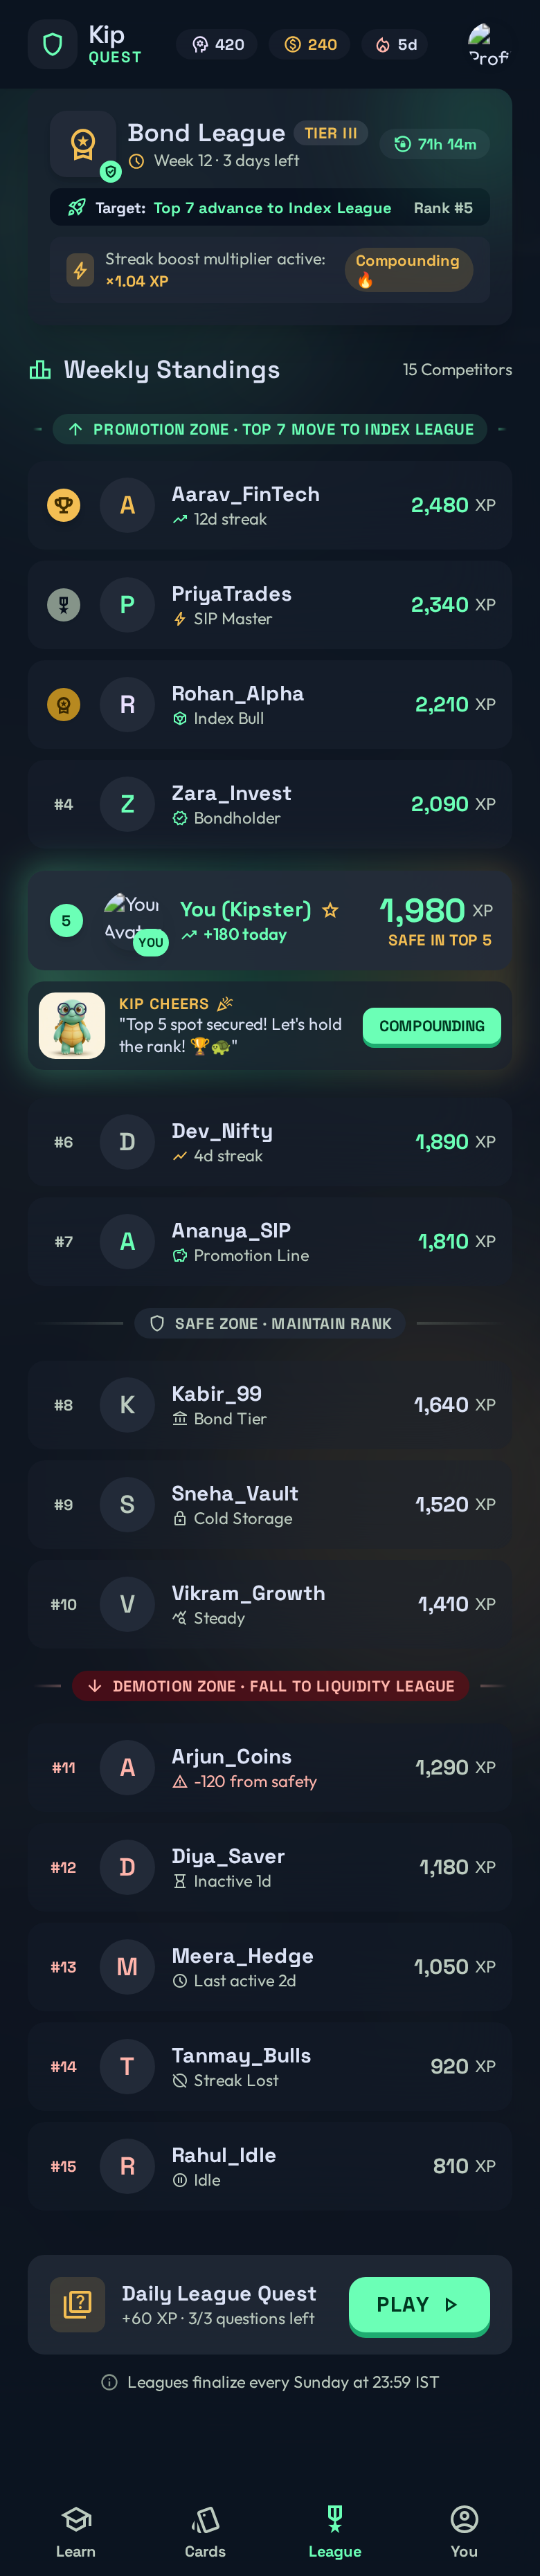 Kip
QUEST
420
240
5d
Prof
Bond League
TIER III
71h 14m
Week 12 · 3 days left
Target: Top 7 advance to Index League
Rank #5
Streak boost multiplier active:
×1.04 XP
Compounding
🔥
Weekly Standings
15 Competitors
PROMOTION ZONE · TOP 7 MOVE TO INDEX LEAGUE
A
Aarav_FinTech
12d streak
2,480 XP
P
PriyaTrades
SIP Master
2,340 XP
R
Rohan_Alpha
Index Bull
2,210 XP
#4
Z
Zara_Invest
Bondholder
2,090 XP
5
Your
Avat
YOU
You (Kipster)
+180 today
1,980 XP
SAFE IN TOP 5
KIP CHEERS
"Top 5 spot secured! Let's hold
the rank! 🏆🐢"
COMPOUNDING
#6
D
Dev_Nifty
4d streak
1,890 XP
#7
A
Ananya_SIP
Promotion Line
1,810 XP
SAFE ZONE · MAINTAIN RANK
#8
K
Kabir_99
Bond Tier
1,640 XP
#9
S
Sneha_Vault
Cold Storage
1,520 XP
#10
V
Vikram_Growth
Steady
1,410 XP
DEMOTION ZONE · FALL TO LIQUIDITY LEAGUE
#11
A
Arjun_Coins
-120 from safety
1,290 XP
#12
D
Diya_Saver
Inactive 1d
1,180 XP
#13
M
Meera_Hedge
Last active 2d
1,050 XP
#14
T
Tanmay_Bulls
Streak Lost
920 XP
#15
R
Rahul_Idle
Idle
810 XP
Daily League Quest
+60 XP · 3/3 questions left
PLAY
Leagues finalize every Sunday at 23:59 IST
Learn
Cards
League
You